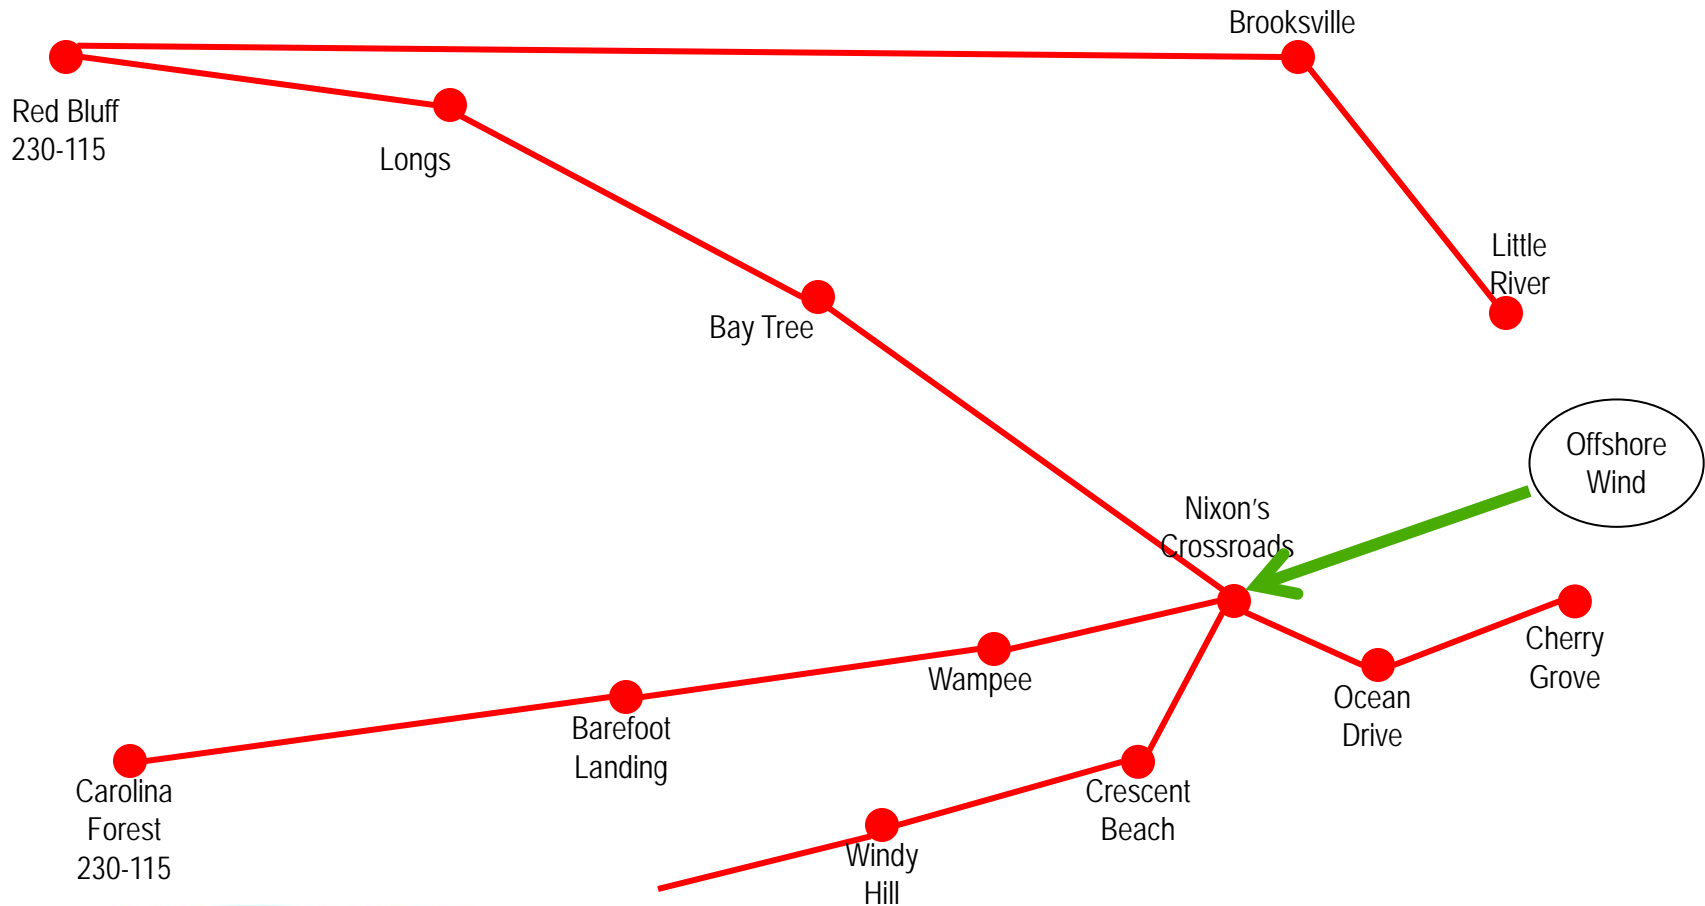 Brooksville
Red Bluff
230-115
Longs
Little
River
Bay Tree
Offshore
Wind
Nixon's
Crossroads
Cherry
Grove
Wampee
Ocean
Drive
Barefoot
Landing
Carolina
Forest
230-115
Crescent
Beach
Windy
Hill